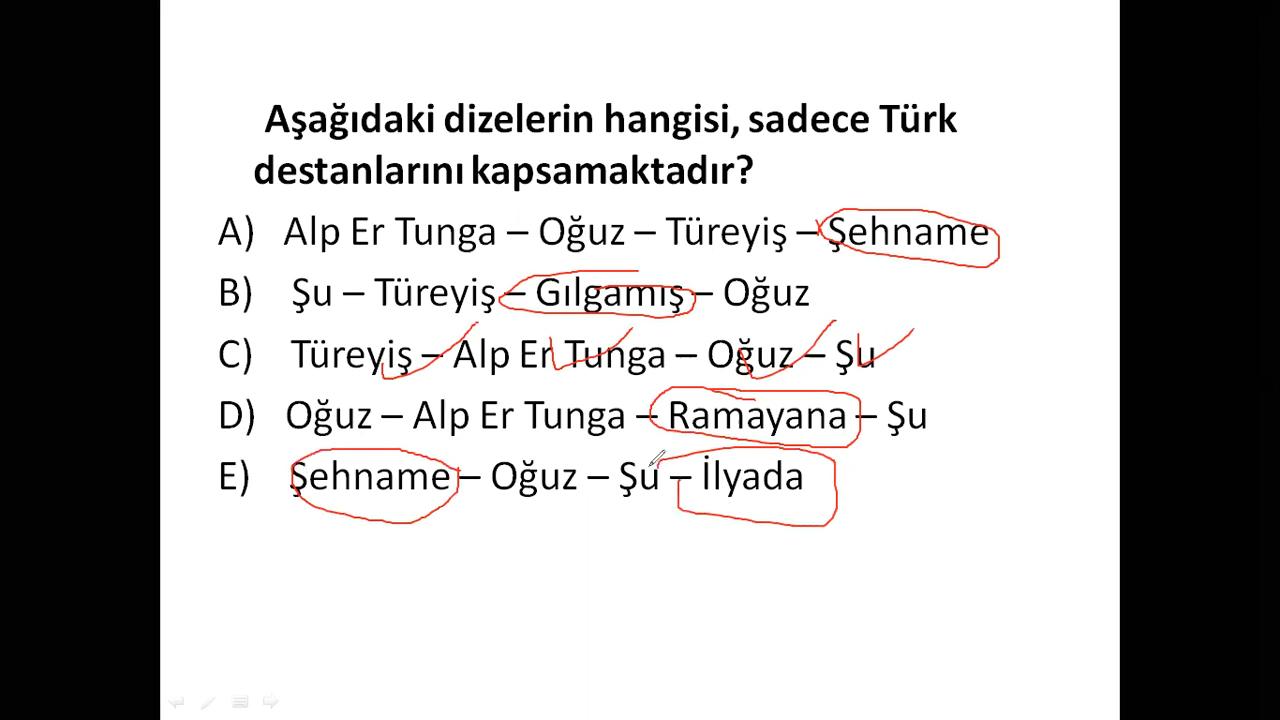 Aşağıdaki dizelerin hangisi, sadece Türk
destanlarını kapsamaktadır?
A) Alp Er Tunga – Oğuz – Türeyiş – Şehname
B) Şu – Türeyiş – Gılgamış – Oğuz
C) Türeyiş – Alp Er Tunga – Oğuz – Şu
D) Oğuz – Alp Er Tunga – Ramayana – Şu
E) Şehname – Oğuz – Şu – İlyada